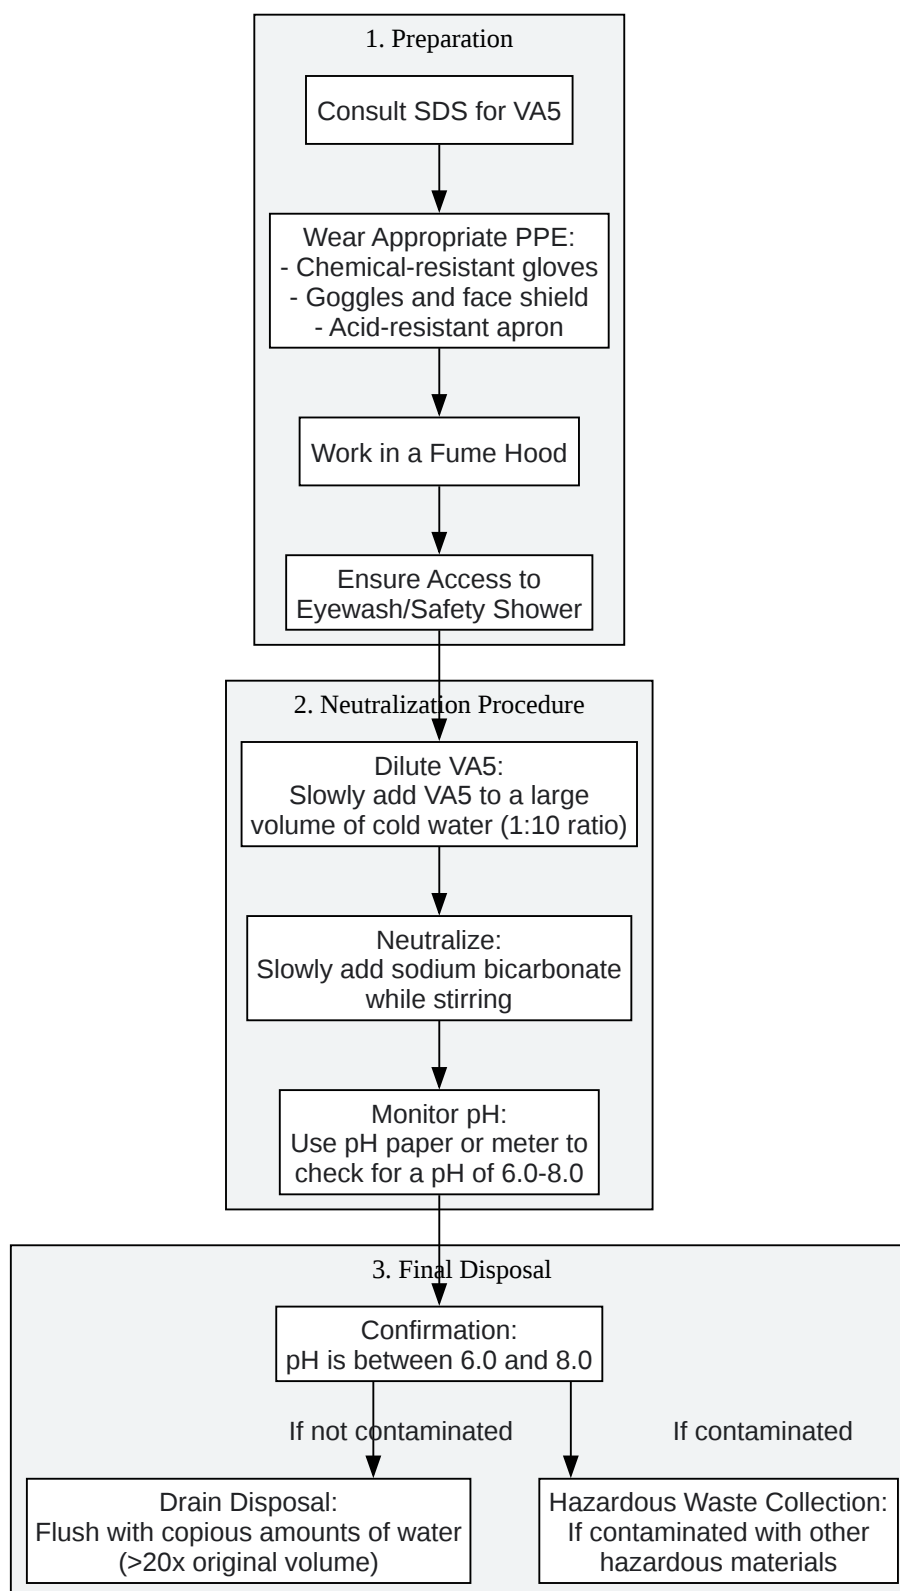 1. Preparation
Consult SDS for VA5
Wear Appropriate PPE:
- Chemical-resistant gloves
- Goggles and face shield
- Acid-resistant apron
Work in a Fume Hood
Ensure Access to
Eyewash/Safety Shower
2. Neutralization Procedure
Dilute VA5:
Slowly add VA5 to a large
volume of cold water (1:10 ratio)
Neutralize:
Slowly add sodium bicarbonate
while stirring
Monitor pH:
Use pH paper or meter to
check for a pH of 6.0-8.0
3. Final Disposal
Confirmation:
pH is between 6.0 and 8.0
If not contaminated
If contaminated
Drain Disposal:
Flush with copious amounts of water
(>20x original volume)
Hazardous Waste Collection:
If contaminated with other
hazardous materials